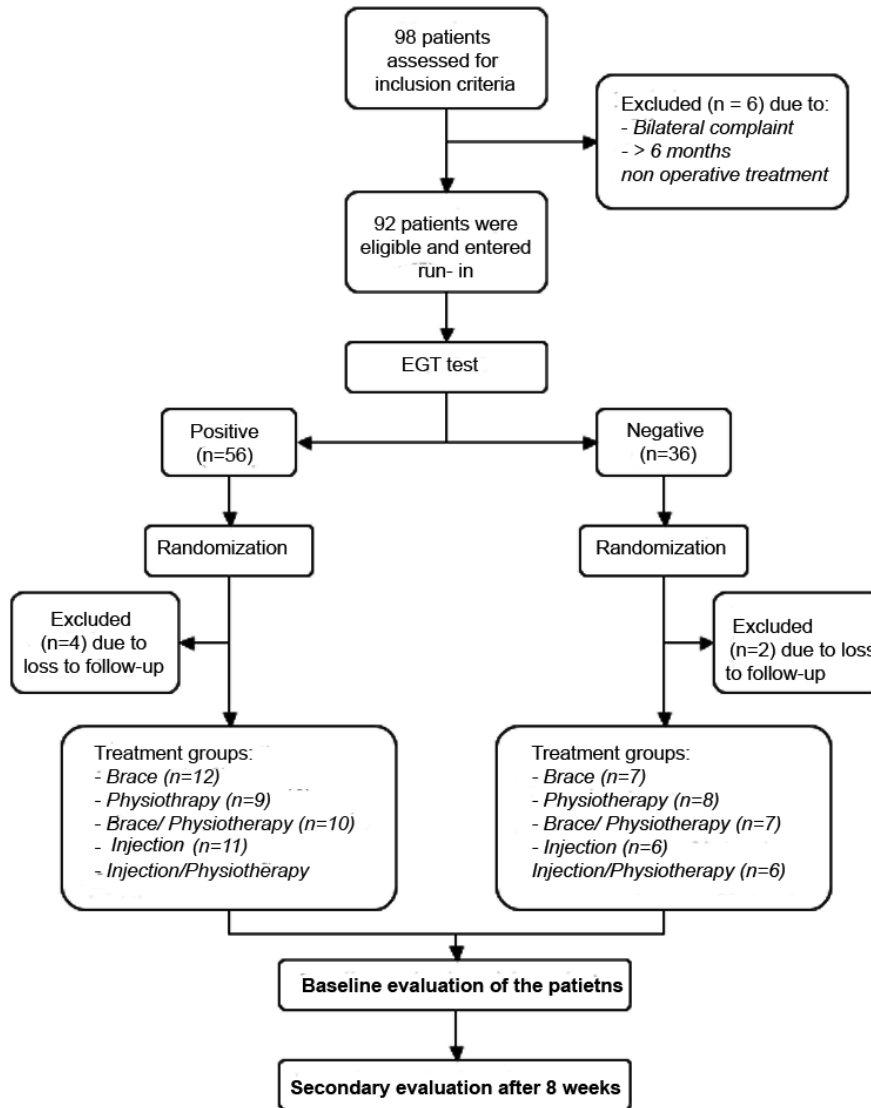 98 patients
assessed for
inclusion criteria
Excluded (n = 6) due to:
- Bilateral complaint
- > 6 months
non operative treatment
92 patients were
eligible and entered
run- in
EGT test
Positive
(n=56)
Negative
(n=36)
Randomization
Randomization
Excluded
(n=4) due to
loss to follow-up
Excluded
(n=2) due to loss
to follow-up
Treatment groups:
- Brace (n=12)
- Physiothrapy (n=9)
- Brace/ Physiotherapy (n=10)
- Injection (n=11)
- Injection/Physiotherapy
Treatment groups:
- Brace (n=7)
- Physiotherapy (n=8)
- Brace/ Physiotherapy (n=7)
- Injection (n=6)
Injection/Physiotherapy (n=6)
Baseline evaluation of the patietns
Secondary evaluation after 8 weeks